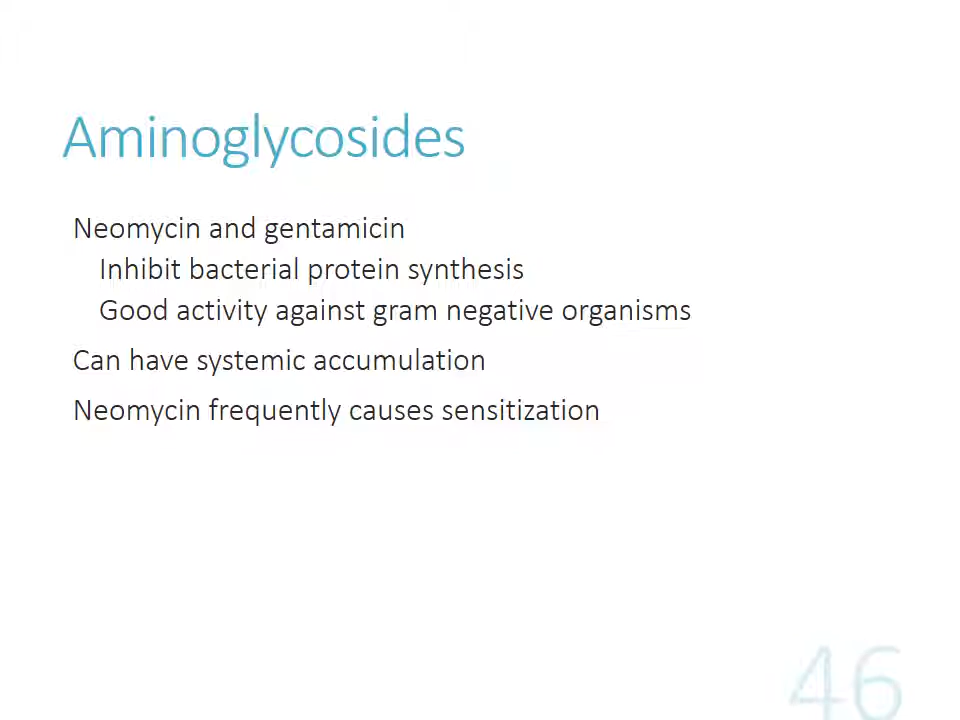 Aminoglycosides
Neomycin and gentamicin
Inhibit bacterial protein synthesis
Good activity against gram negative organisms
Can have systemic accumulation
Neomycin frequently causes sensitization
46